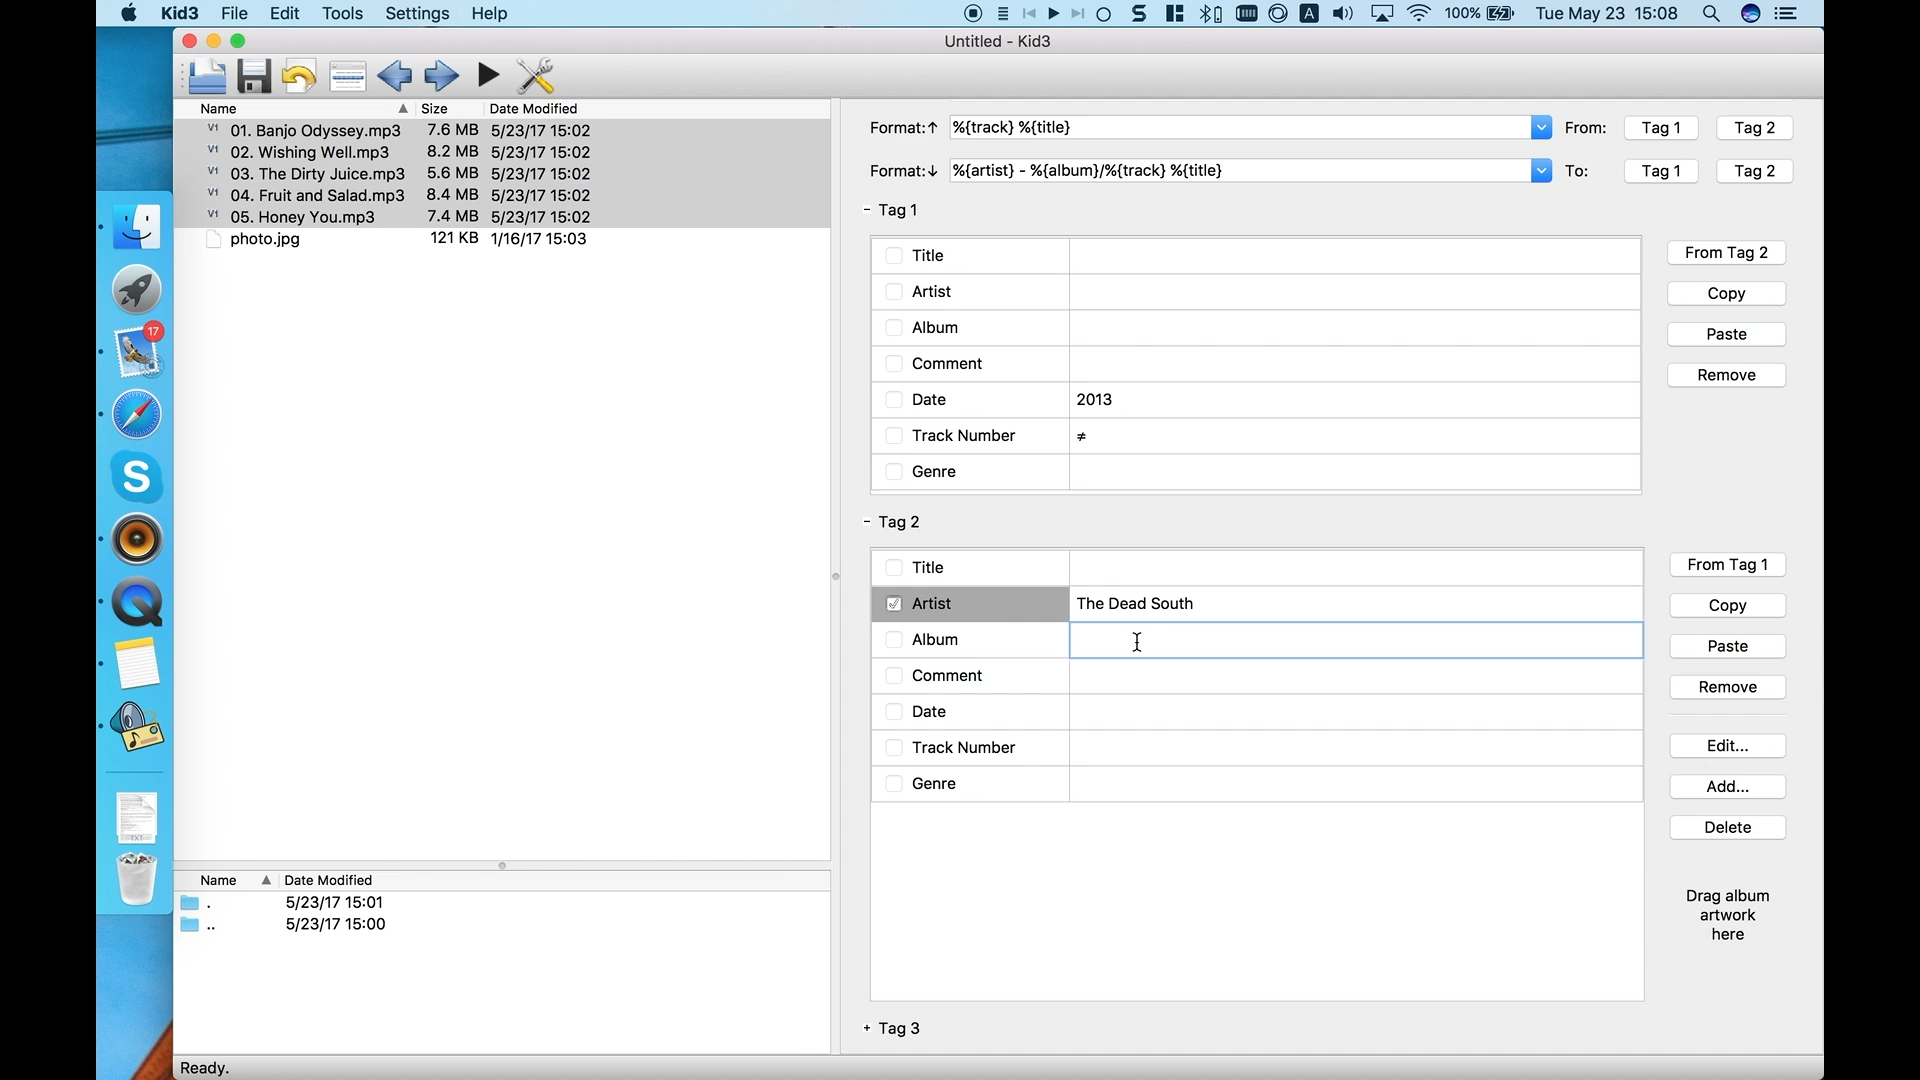 Kid3 File Edit Tools Settings Help A 100% Tue May 23 15:08
Untitled - Kid3
Name Size Date Modified
V1 01. Banjo Odyssey.mp3 7.6 MB 5/23/17 15:02
V1 02. Wishing Well.mp3 8.2 MB 5/23/17 15:02
V1 03. The Dirty Juice.mp3 5.6 MB 5/23/17 15:02
V1 04. Fruit and Salad.mp3 8.4 MB 5/23/17 15:02
V1 05. Honey You.mp3 7.4 MB 5/23/17 15:02
photo.jpg 121 KB 1/16/17 15:03
17
S
TXT
Name Date Modified
. 5/23/17 15:01
.. 5/23/17 15:00
Format:↑ %{track} %{title} From: Tag 1 Tag 2
Format:↓ %{artist} - %{album}/%{track} %{title} To: Tag 1 Tag 2
- Tag 1
Title
Artist
Album
Comment
Date 2013
Track Number ≠
Genre
From Tag 2
Copy
Paste
Remove
- Tag 2
Title
Artist The Dead South
Album
Comment
Date
Track Number
Genre
From Tag 1
Copy
Paste
Remove
Edit...
Add...
Delete
Drag album
artwork
here
+ Tag 3
Ready.